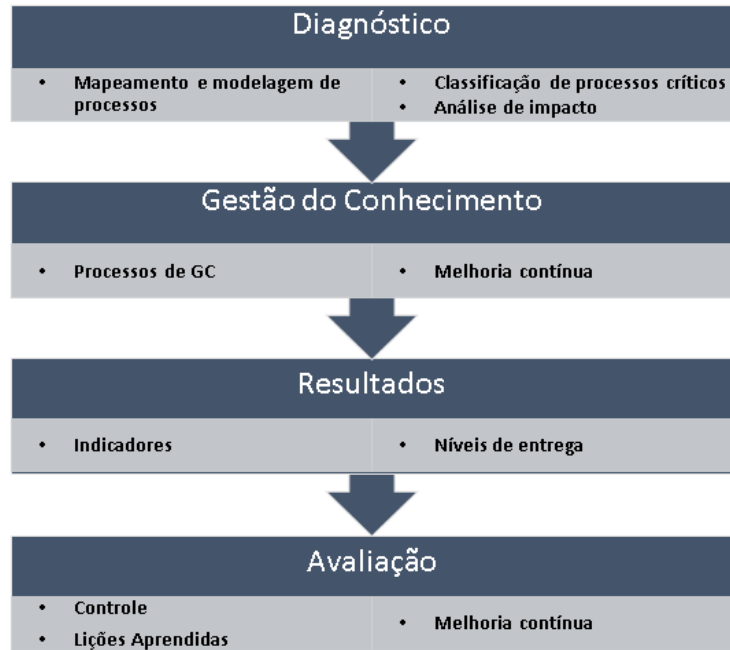 Diagnóstico
• Mapeamento e modelagem de
processos
• Classificação de processos críticos
• Análise de impacto
Gestão do Conhecimento
• Processos de GC
• Melhoria contínua
Resultados
• Indicadores
• Níveis de entrega
Avaliação
• Controle
• Lições Aprendidas
• Melhoria contínua